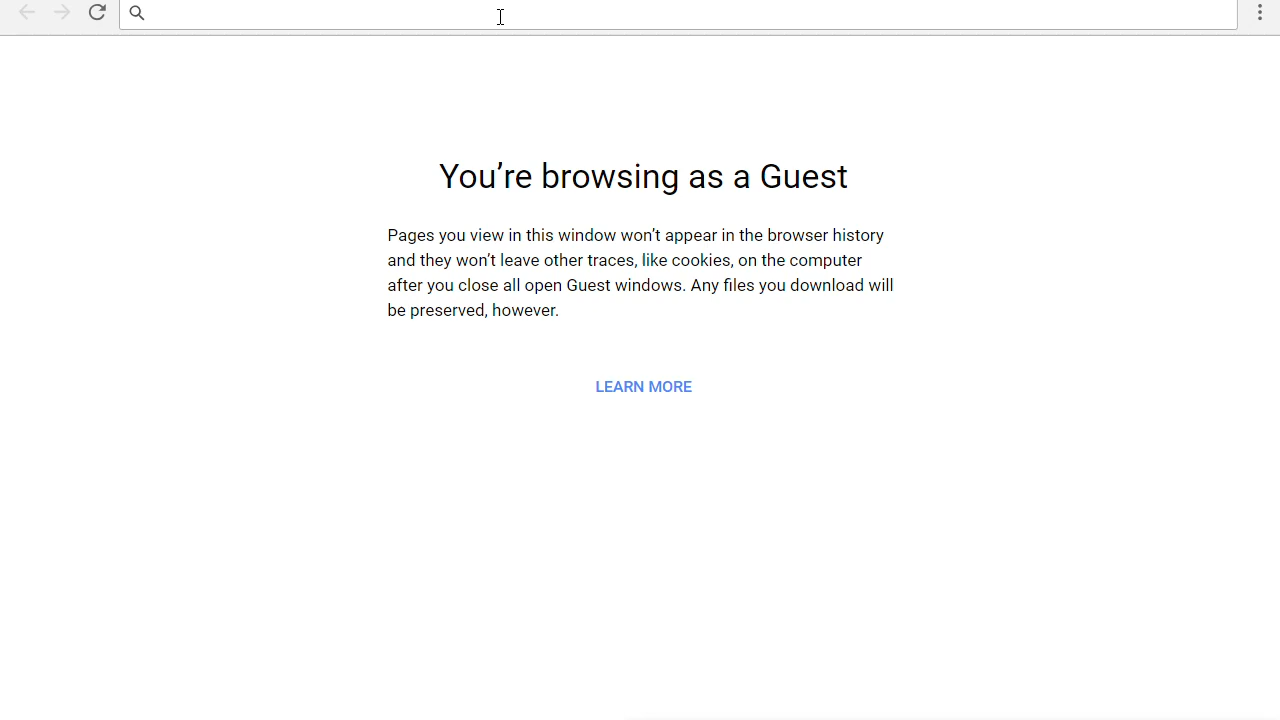 You’re browsing as a Guest
Pages you view in this window won’t appear in the browser history
and they won’t leave other traces, like cookies, on the computer
after you close all open Guest windows. Any files you download will
be preserved, however.
LEARN MORE